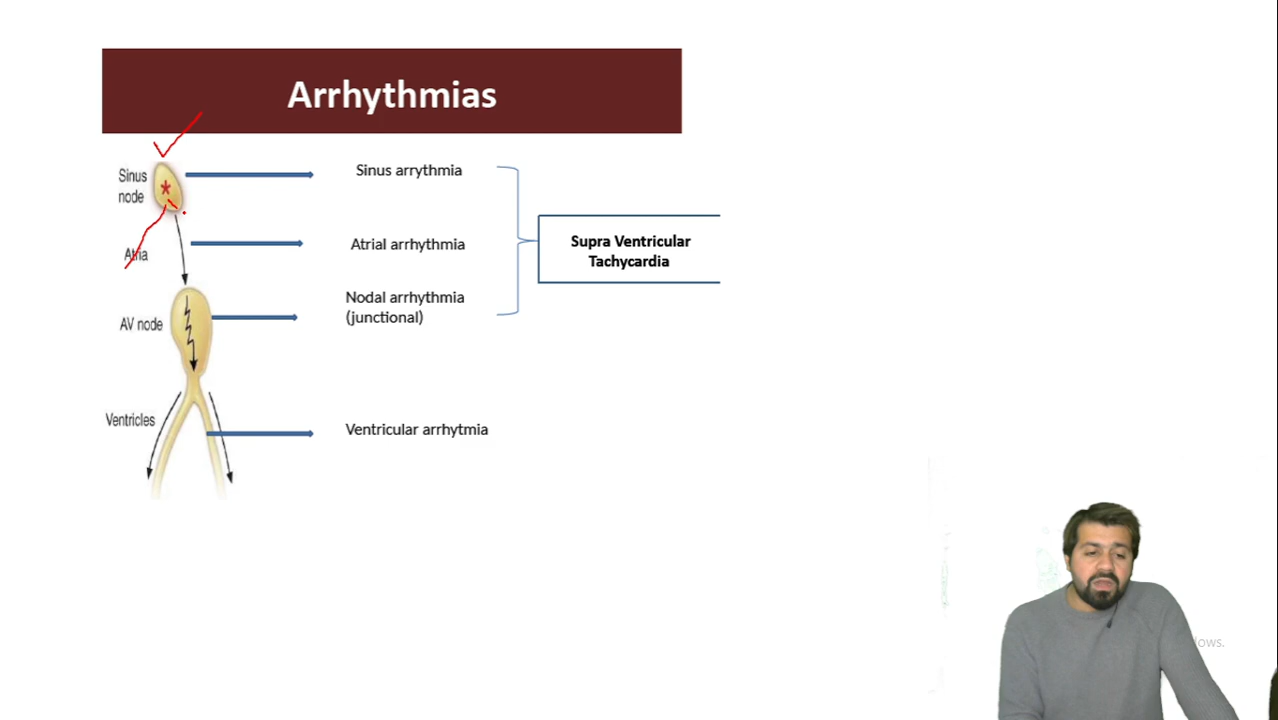 Arrhythmias
Sinus
node
Sinus arrythmia
Atria
Atrial arrhythmia
Supra Ventricular
Tachycardia
Nodal arrhythmia
(junctional)
AV node
Ventricles
Ventricular arrhytmia